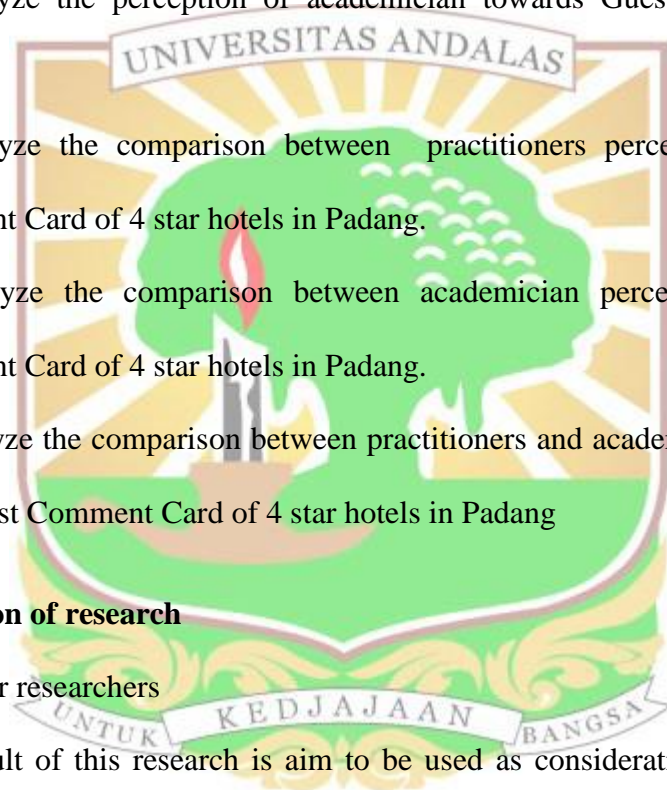 yze the perception of academician towards Gues
UNIVERSITAS ANDALAS
yze the comparison between practitioners perce
nt Card of 4 star hotels in Padang.
yze the comparison between academician perce
nt Card of 4 star hotels in Padang.
yze the comparison between practitioners and acade
st Comment Card of 4 star hotels in Padang
on of research
r researchers
UNTUK KEDJAJAAN BANGSA
ult of this research is aim to be used as considerati